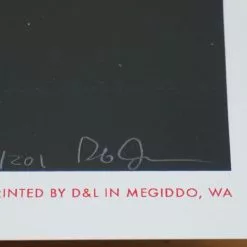 /201
RINTED BY D&L IN MEGIDDO, WA